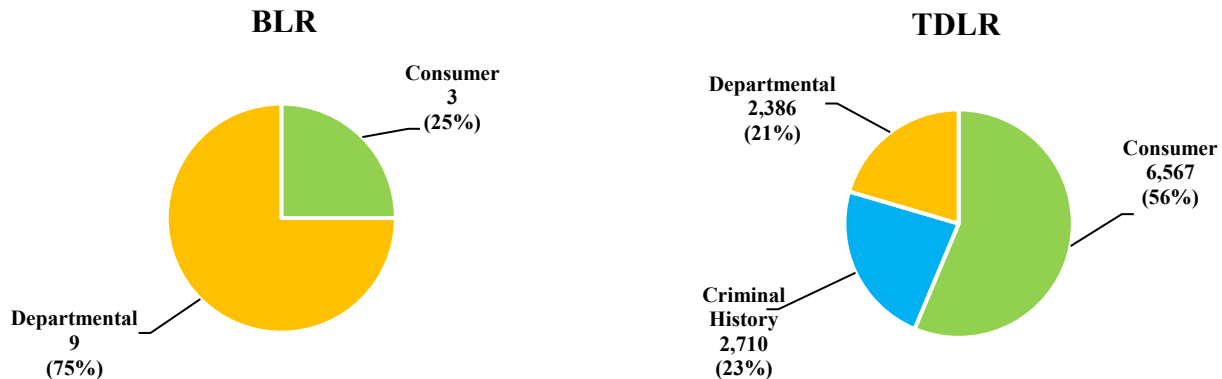 BLR
Consumer
3
(25%)
Departmental
9
(75%)
TDLR
Departmental
2,386
(21%)
Consumer
6,567
(56%)
Criminal
History
2,710
(23%)